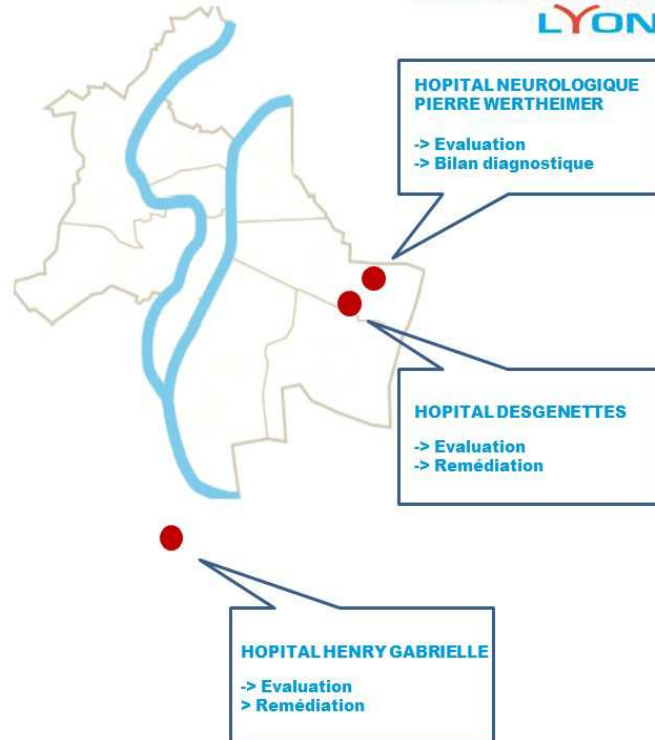 LYON
HOPITAL NEUROLOGIQUE
PIERRE WERTHEIMER
-> Evaluation
-> Bilan diagnostique
HOPITAL DESGENETTES
-> Evaluation
-> Remédiation
HOPITAL HENRY GABRIELLE
-> Evaluation
> Remédiation